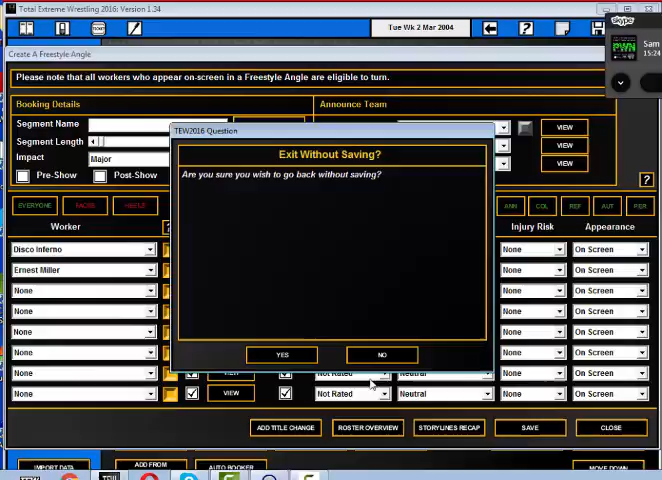 Total Extreme Wrestling 2016: Version 1.34
Tue Wk 2 Mar 2004
skype
PWN
Sam
15:24
Create A Freestyle Angle
Please note that all workers who appear on-screen in a Freestyle Angle are eligible to turn.
Booking Details
Announce Team
Segment Name
VIEW
Segment Length
VIEW
Impact
Major
VIEW
Pre-Show
Post-Show
?
TEW2016 Question
Exit Without Saving?
Are you sure you wish to go back without saving?
YES
NO
EVERYONE
FACES
HEELS
ANN
COL
REF
AUT
PER
Worker
?
Injury Risk
Appearance
Disco Inferno
None
On Screen
Ernest Miller
None
On Screen
None
None
On Screen
None
None
On Screen
None
None
On Screen
None
None
On Screen
None
VIEW
Not Rated
Neutral
None
On Screen
None
VIEW
Not Rated
Neutral
None
On Screen
ADD TITLE CHANGE
ROSTER OVERVIEW
STORYLINES RECAP
SAVE
CLOSE
IMPORT DATA
ADD FROM
AUTO BOOKER
MOVE DOWN
TEW